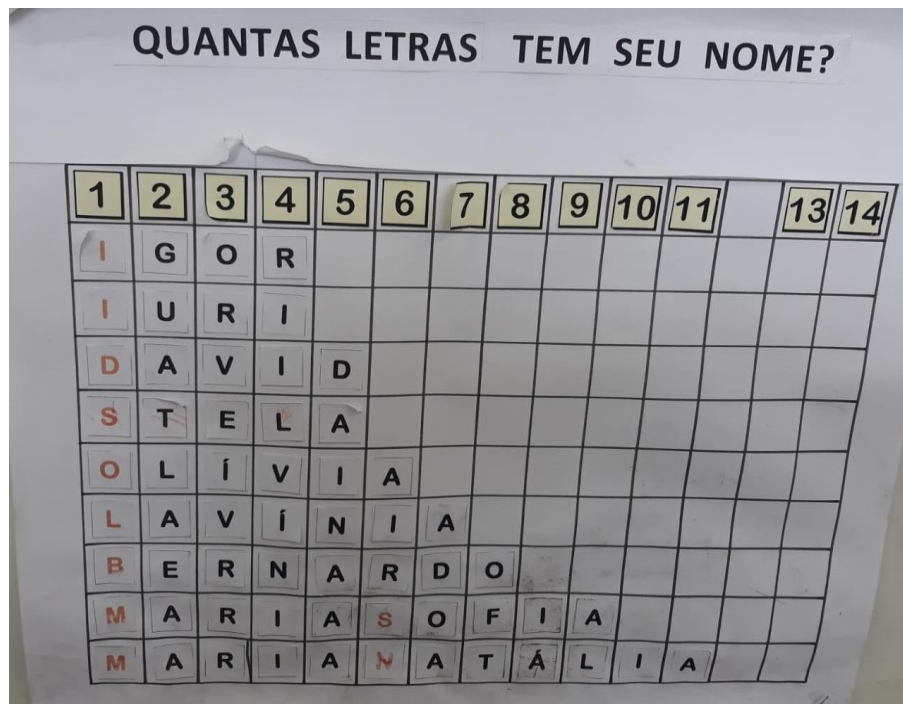 QUANTAS LETRAS TEM SEU NOME?
1 2 3 4 5 6 7 8 9 10 11 13 14
I G O R
I U R I
D A V I D
S T E L A
O L Í V I A
L A V Í N I A
B E R N A R D O
M A R I A S O F I A
M A R I A N A T Á L I A